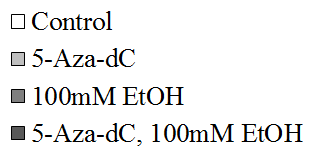 Control
5-Aza-dC
100mM EtOH
5-Aza-dC, 100mM EtOH